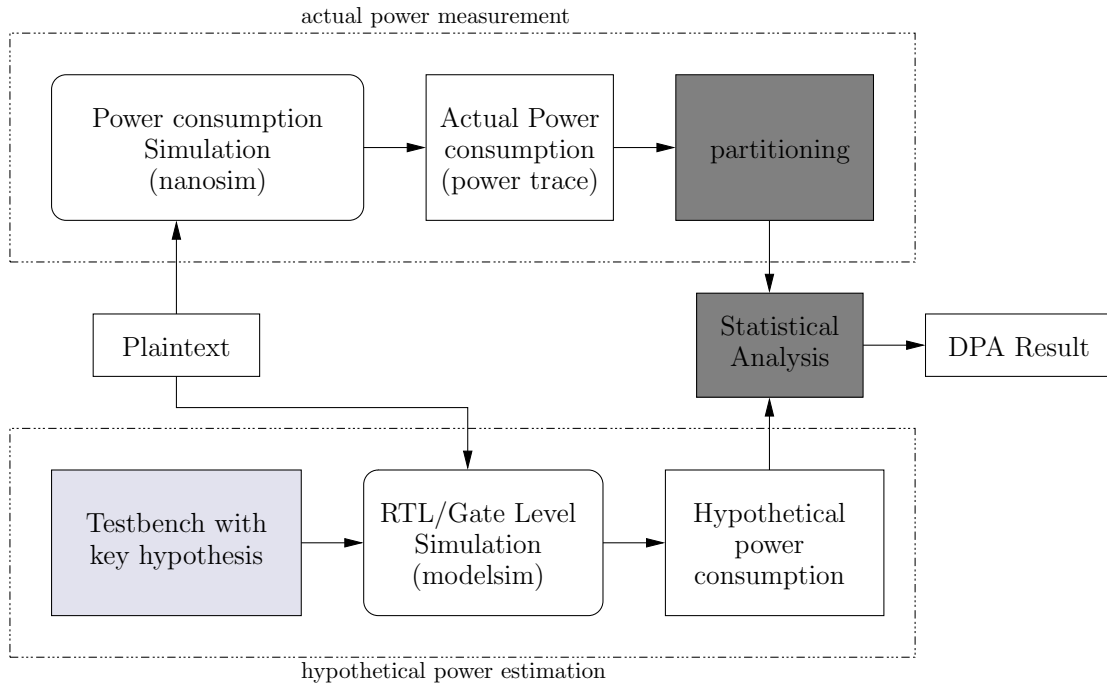 actual power measurement
Power consumption
Simulation
(nanosim)
Actual Power
consumption
(power trace)
partitioning
Plaintext
Statistical
Analysis
DPA Result
Testbench with
key hypothesis
RTL/Gate Level
Simulation
(modelsim)
Hypothetical
power
consumption
hypothetical power estimation